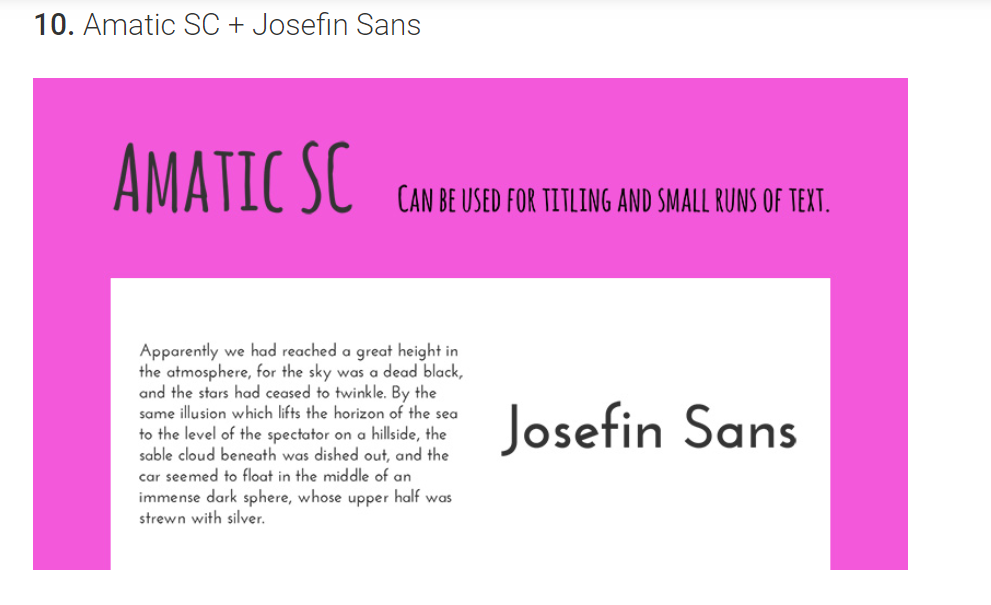 10. Amatic SC + Josefin Sans
Amatic SC
Can be used for titling and small runs of text.
Apparently we had reached a great height in
the atmosphere, for the sky was a dead black,
and the stars had ceased to twinkle. By the
same illusion which lifts the horizon of the sea
to the level of the spectator on a hillside, the
sable cloud beneath was dished out, and the
car seemed to float in the middle of an
immense dark sphere, whose upper half was
strewn with silver.
Josefin Sans